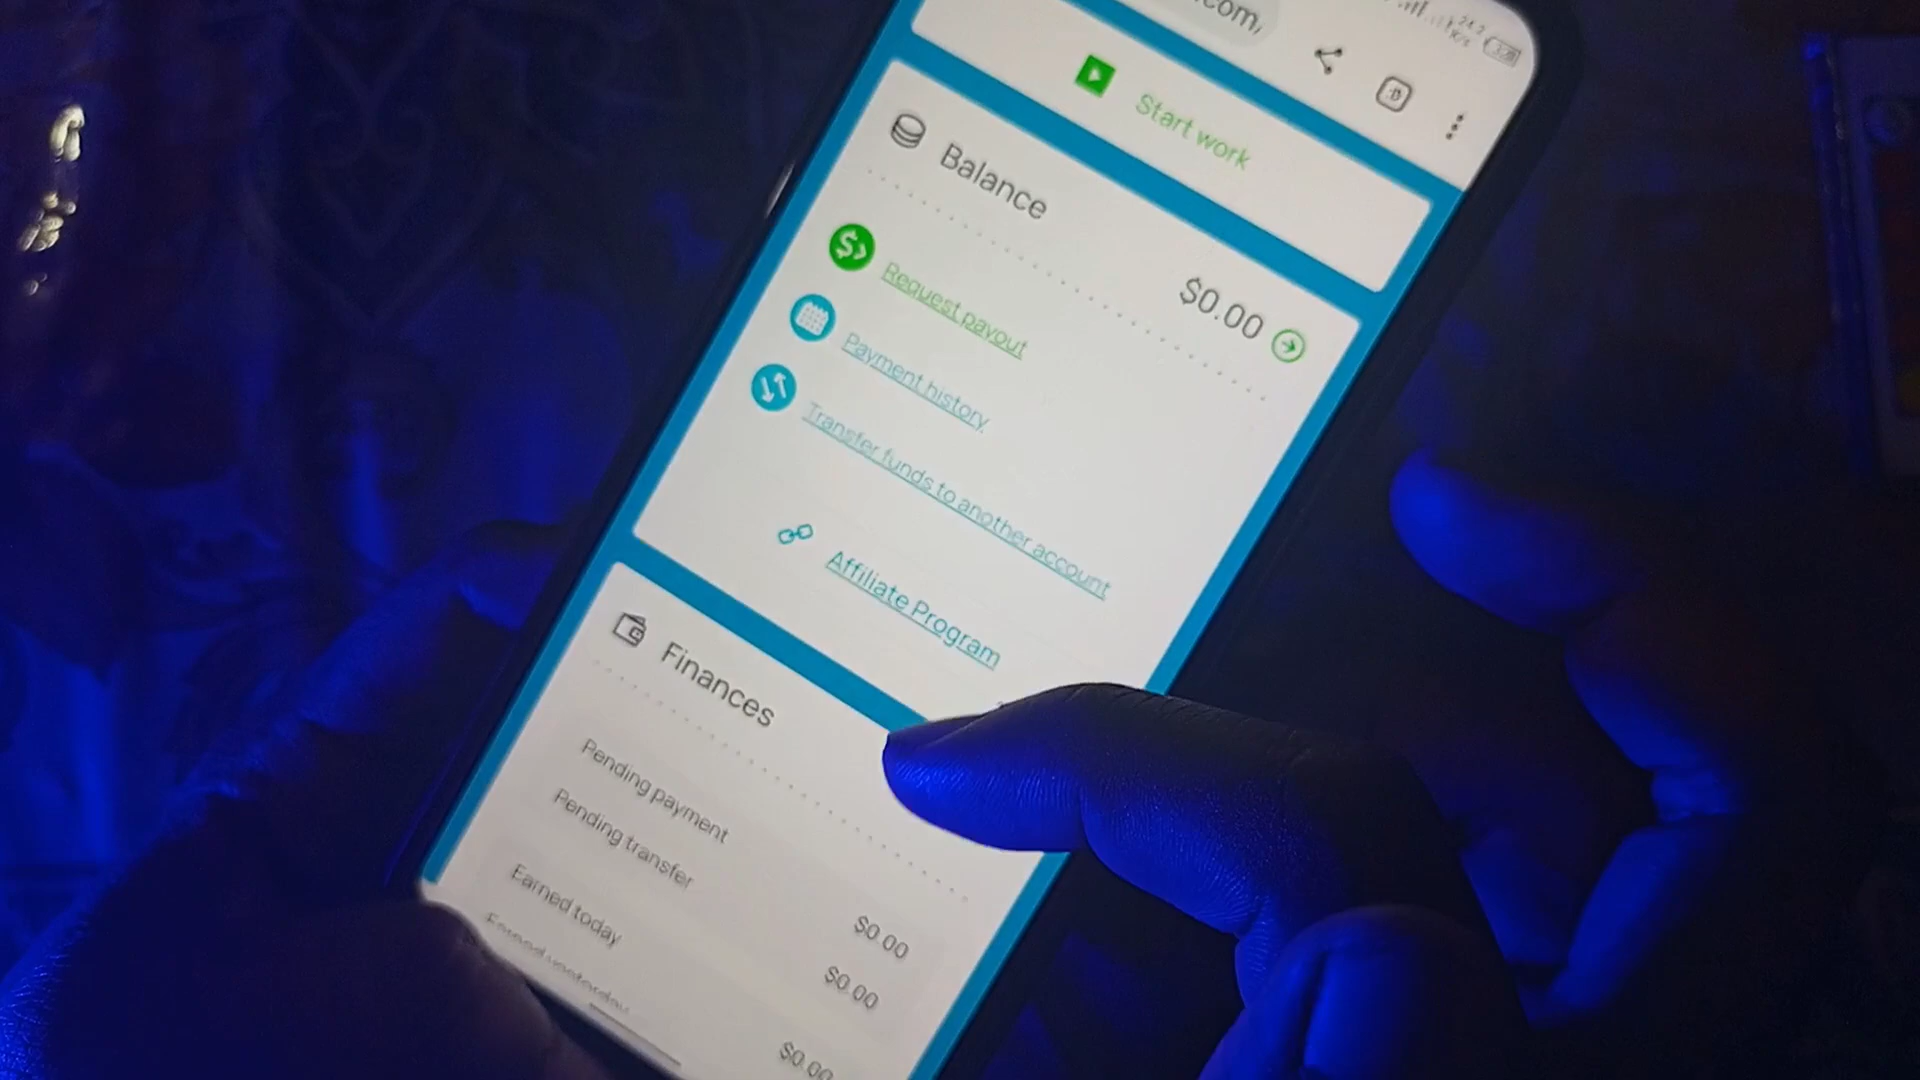 .com/
Start work
Balance
$0.00
Request payout
Payment history
Transfer funds to another account
Affiliate Program
Finances
Pending payment
$0.00
Pending transfer
$0.00
Earned today
$0.00